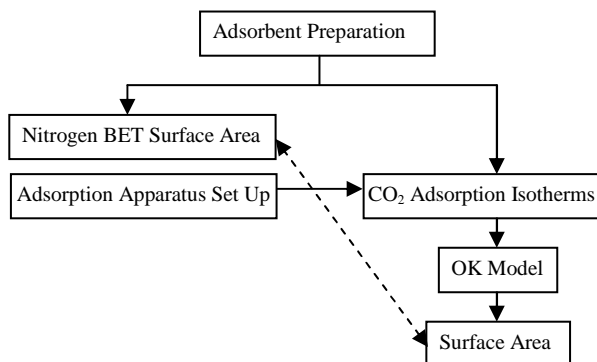 Adsorbent Preparation
Nitrogen BET Surface Area
Adsorption Apparatus Set Up
CO₂ Adsorption Isotherms
OK Model
Surface Area